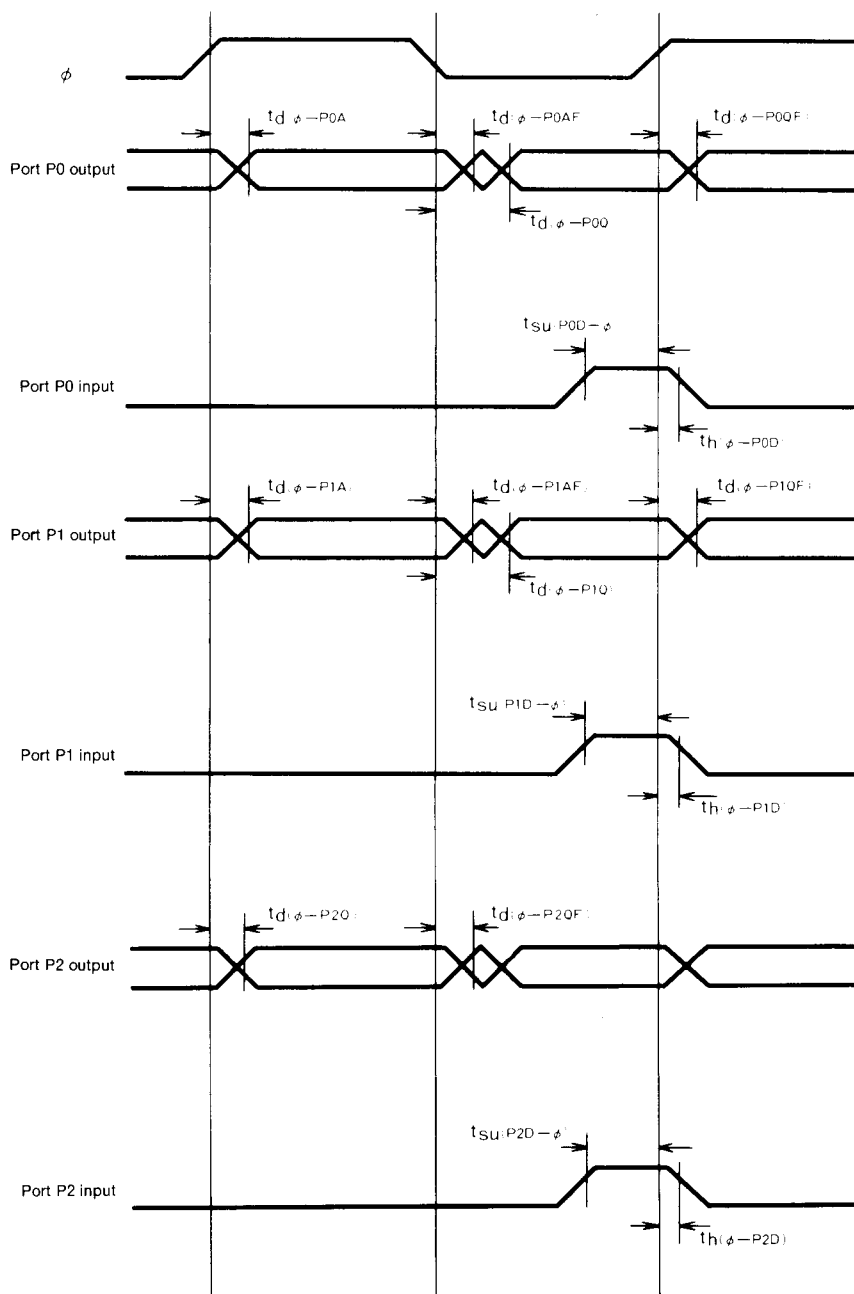 φ
td(φ−P0A
td(φ−P0AF
td(φ−P0QF)
Port P0 output
td(φ−P0Q
tsu(P0D−φ
Port P0 input
th(φ−P0D)
td(φ−P1A)
td(φ−P1AF)
td(φ−P1QF)
Port P1 output
td(φ−P1Q)
tsu(P1D−φ)
Port P1 input
th(φ−P1D)
td(φ−P2Q)
td(φ−P2QF)
Port P2 output
tsu(P2D−φ)
Port P2 input
th(φ−P2D)